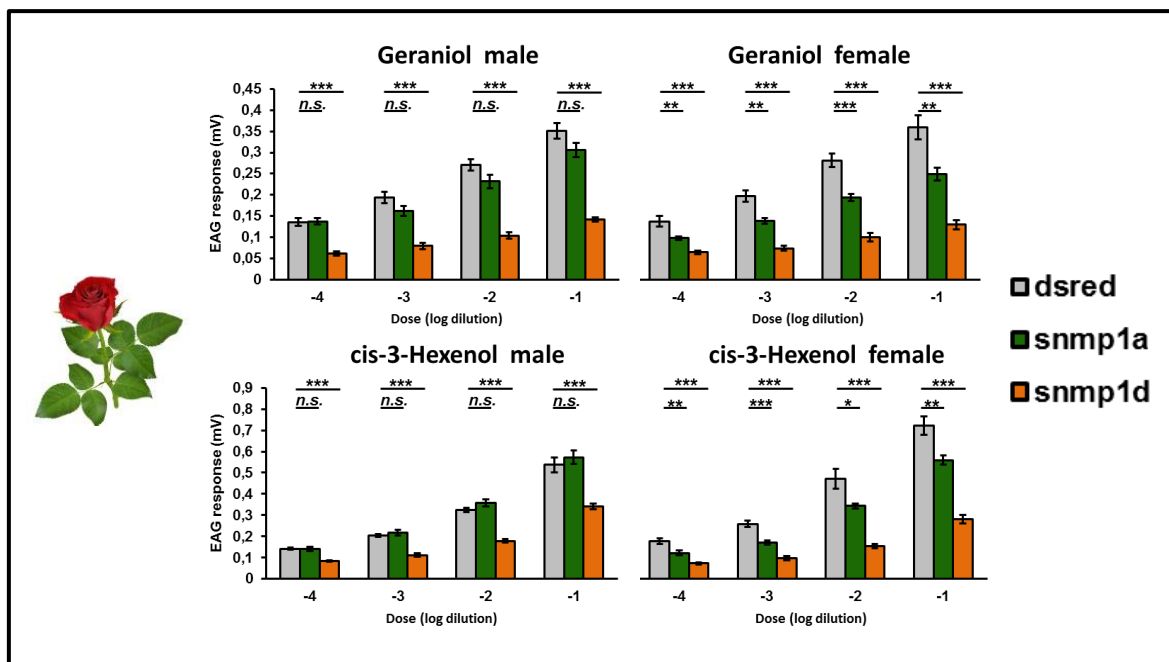 Geraniol male
Geraniol female
EAG response (mV)
0,45
0,4
0,35
0,3
0,25
0,2
0,15
0,1
0,05
0
*** *** *** ***
n.s. n.s. n.s. n.s.
*** *** *** ***
** ** *** **
-4 -3 -2 -1
-4 -3 -2 -1
Dose (log dilution)
Dose (log dilution)
dsred
snmp1a
snmp1d
cis-3-Hexenol male
cis-3-Hexenol female
EAG response (mV)
0,9
0,8
0,7
0,6
0,5
0,4
0,3
0,2
0,1
0
*** *** *** ***
n.s. n.s. n.s. n.s.
*** *** *** ***
** *** * **
-4 -3 -2 -1
-4 -3 -2 -1
Dose (log dilution)
Dose (log dilution)